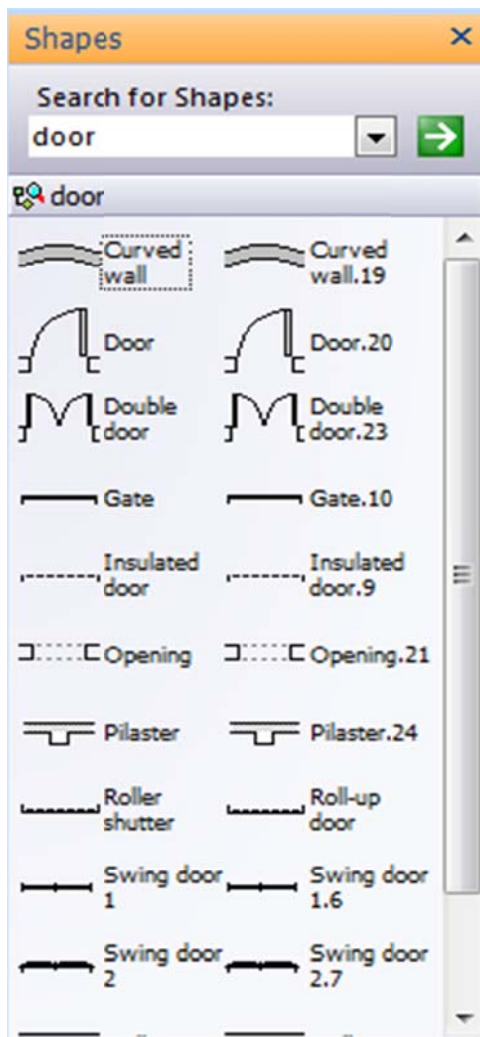 Shapes
Search for Shapes:
door
door
Curved
wall
Curved
wall.19
Door
Door.20
Double
door
Double
door.23
Gate
Gate.10
Insulated
door
Insulated
door.9
Opening
Opening.21
Pilaster
Pilaster.24
Roller
shutter
Roll-up
door
Swing door
1
Swing door
1.6
Swing door
2
Swing door
2.7